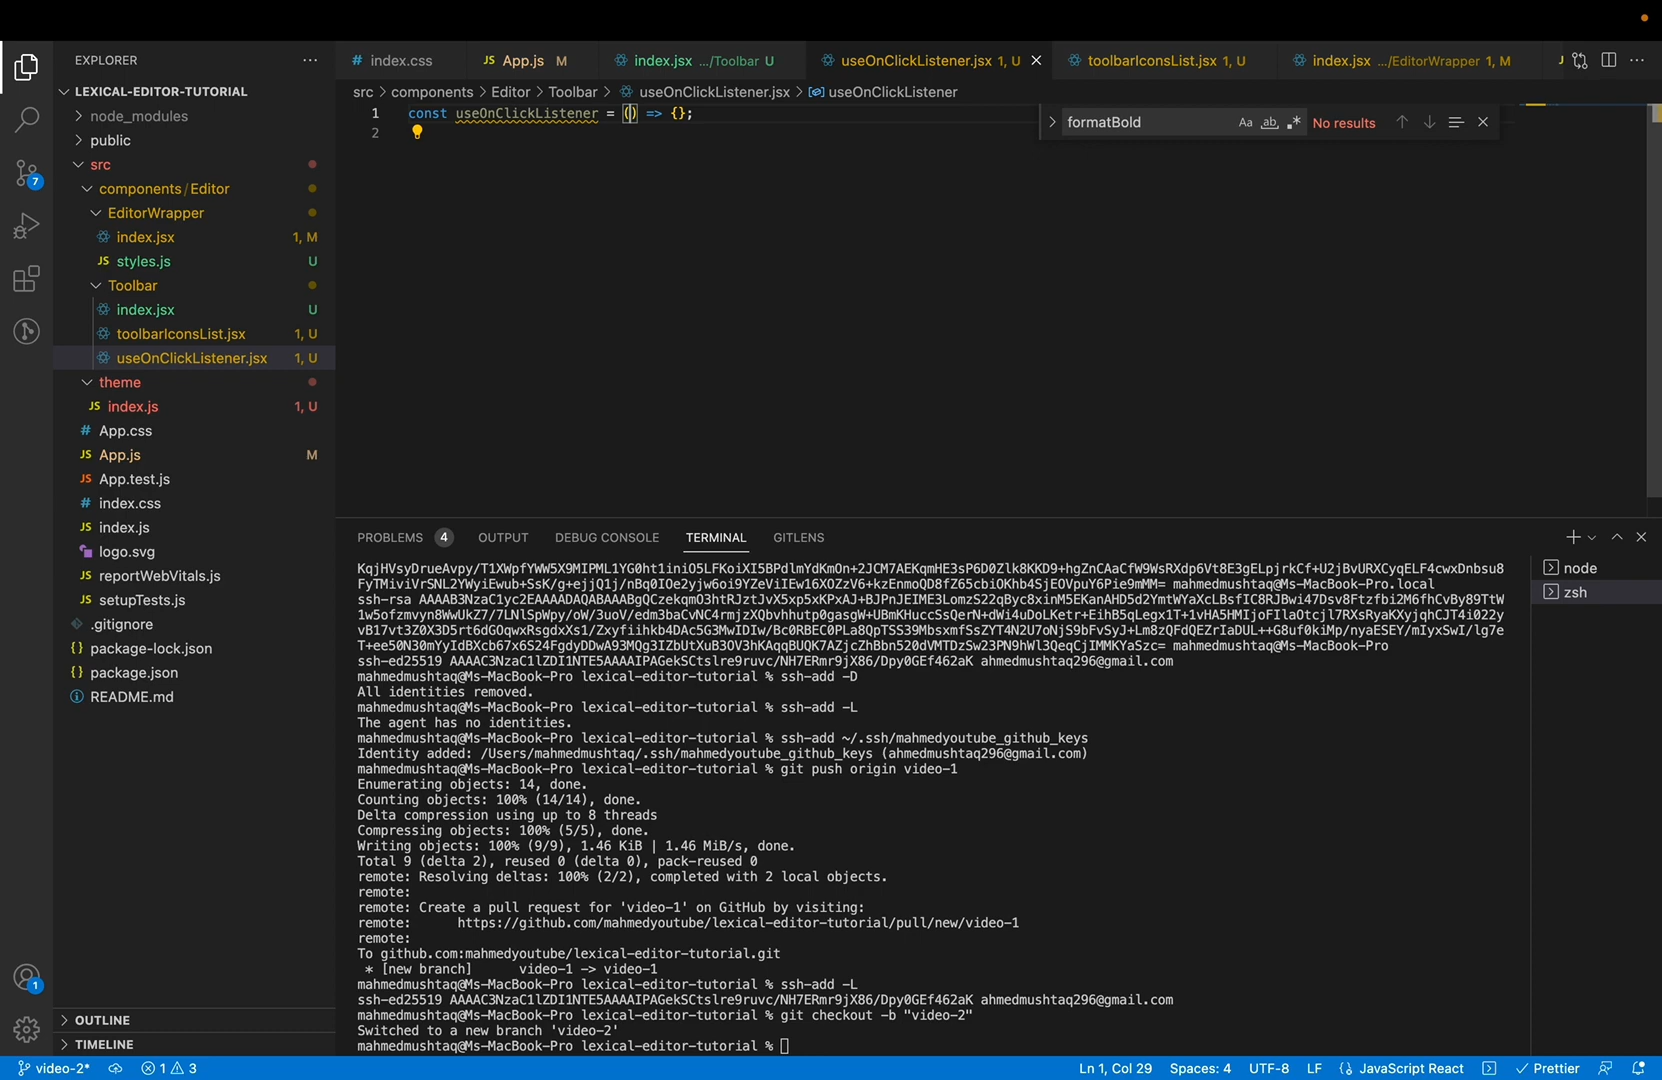 EXPLORER
LEXICAL-EDITOR-TUTORIAL
node_modules
public
src
components / Editor
EditorWrapper
index.jsx 1, M
JS styles.js U
Toolbar
index.jsx U
toolbarIconsList.jsx 1, U
useOnClickListener.jsx 1, U
theme
JS index.js 1, U
# App.css
JS App.js M
JS App.test.js
# index.css
JS index.js
logo.svg
JS reportWebVitals.js
JS setupTests.js
.gitignore
{} package-lock.json
{} package.json
README.md
OUTLINE
TIMELINE
7
1
# index.css
JS App.js M
index.jsx .../Toolbar U
useOnClickListener.jsx 1, U
toolbarIconsList.jsx 1, U
index.jsx .../EditorWrapper 1, M
src > components > Editor > Toolbar > useOnClickListener.jsx > useOnClickListener
1 const useOnClickListener = () => {};
2
formatBold Aa ab .* No results
PROBLEMS 4 OUTPUT DEBUG CONSOLE TERMINAL GITLENS
ssh-ed25519 AAAAC3NzaC1lZDI1NTE5AAAAIPAGekSCtslre9ruvc/NH7ERmr9jX86/Dpy0GEf462aK ahmedmushtaq296@gmail.com
mahmedmushtaq@Ms-MacBook-Pro lexical-editor-tutorial % ssh-add -D
All identities removed.
mahmedmushtaq@Ms-MacBook-Pro lexical-editor-tutorial % ssh-add -L
The agent has no identities.
mahmedmushtaq@Ms-MacBook-Pro lexical-editor-tutorial % ssh-add ~/.ssh/mahmedyoutube_github_keys
Identity added: /Users/mahmedmushtaq/.ssh/mahmedyoutube_github_keys (ahmedmushtaq296@gmail.com)
mahmedmushtaq@Ms-MacBook-Pro lexical-editor-tutorial % git push origin video-1
Enumerating objects: 14, done.
Counting objects: 100% (14/14), done.
Delta compression using up to 8 threads
Compressing objects: 100% (5/5), done.
Writing objects: 100% (9/9), 1.46 KiB | 1.46 MiB/s, done.
Total 9 (delta 2), reused 0 (delta 0), pack-reused 0
remote: Resolving deltas: 100% (2/2), completed with 2 local objects.
remote:
remote: Create a pull request for 'video-1' on GitHub by visiting:
remote: https://github.com/mahmedyoutube/lexical-editor-tutorial/pull/new/video-1
remote:
To github.com:mahmedyoutube/lexical-editor-tutorial.git
* [new branch] video-1 -> video-1
mahmedmushtaq@Ms-MacBook-Pro lexical-editor-tutorial % ssh-add -L
ssh-ed25519 AAAAC3NzaC1lZDI1NTE5AAAAIPAGekSCtslre9ruvc/NH7ERmr9jX86/Dpy0GEf462aK ahmedmushtaq296@gmail.com
mahmedmushtaq@Ms-MacBook-Pro lexical-editor-tutorial % git checkout -b "video-2"
Switched to a new branch 'video-2'
mahmedmushtaq@Ms-MacBook-Pro lexical-editor-tutorial %
node
zsh
video-2* 1 3 Ln 1, Col 29 Spaces: 4 UTF-8 LF {} JavaScript React Prettier